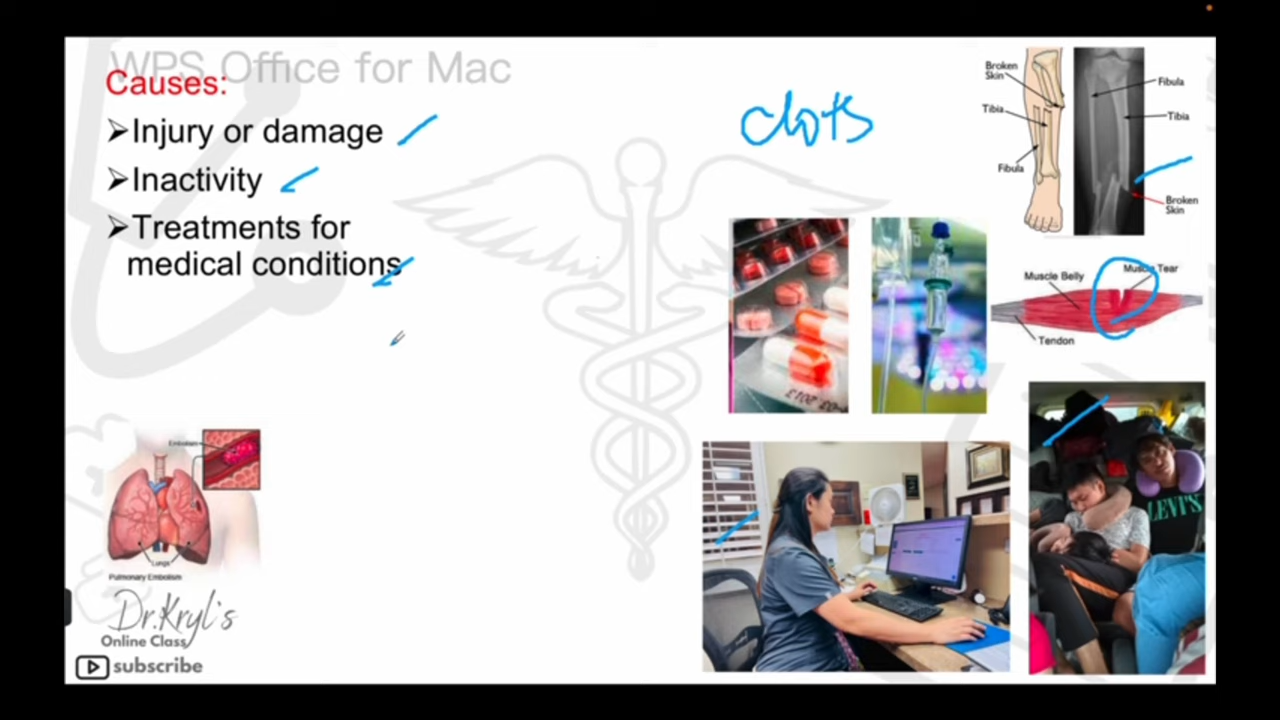 WPS Office for Mac
Causes:
➢Injury or damage
➢Inactivity
➢Treatments for
medical conditions
clots
Broken
Skin
Tibia
Fibula
Fibula
Tibia
Broken
Skin
Muscle Belly
Muscle Tear
Tendon
LEVI'S
Embolism
Lungs
Pulmonary Embolism
Dr.Kryl's
Online Class
subscribe